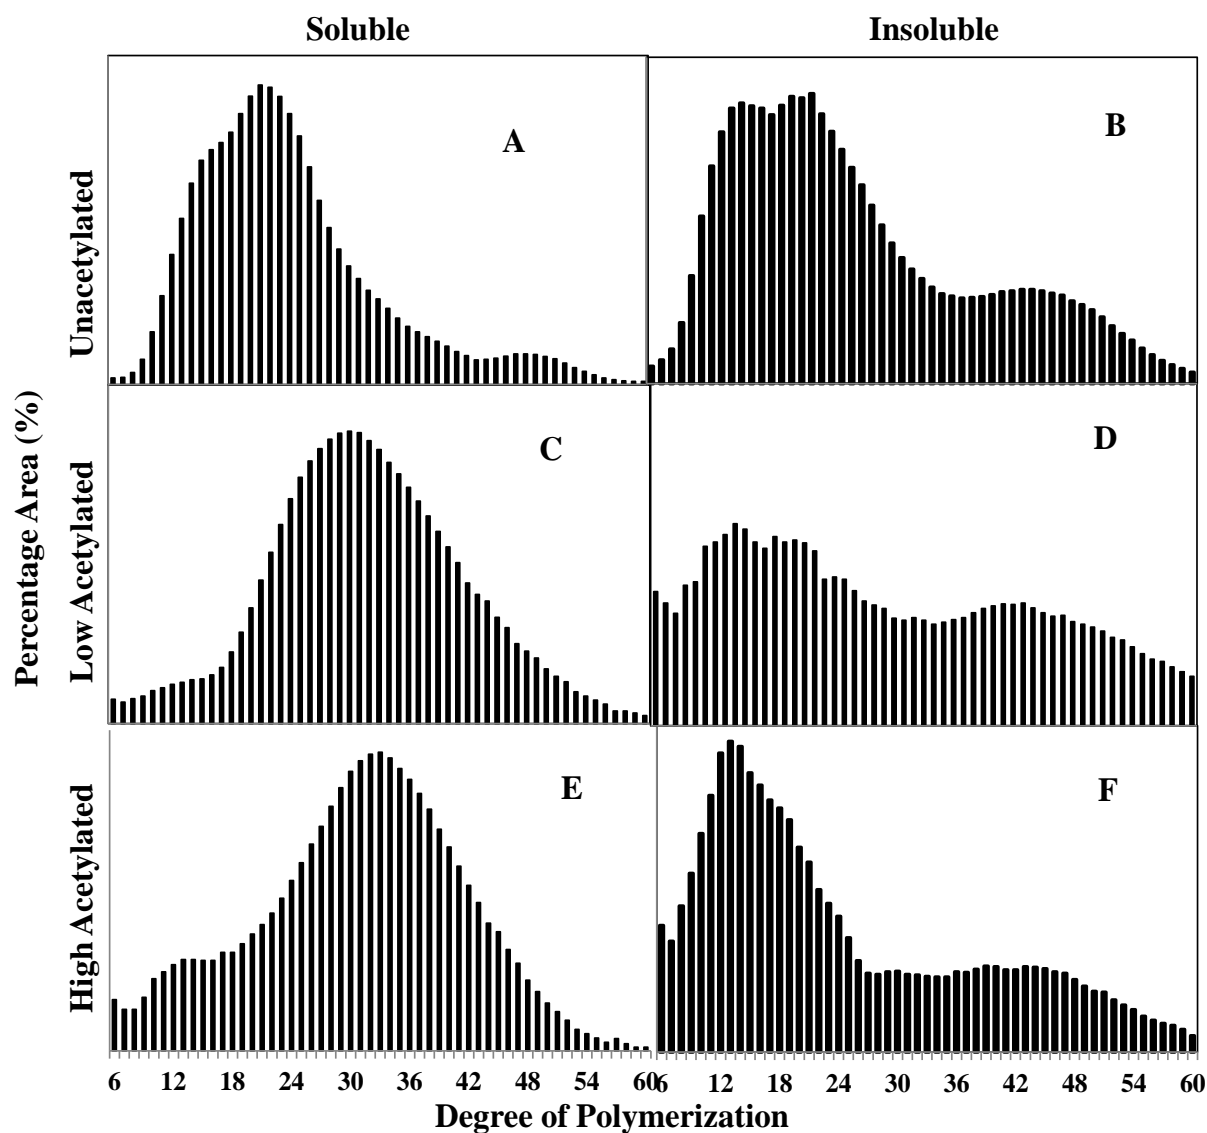 Soluble
Insoluble
A
B
Unacetylated
C
D
Low Acetylated
Percentage Area (%)
E
F
High Acetylated
6 12 18 24 30 36 42 48 54 60
6 12 18 24 30 36 42 48 54 60
Degree of Polymerization